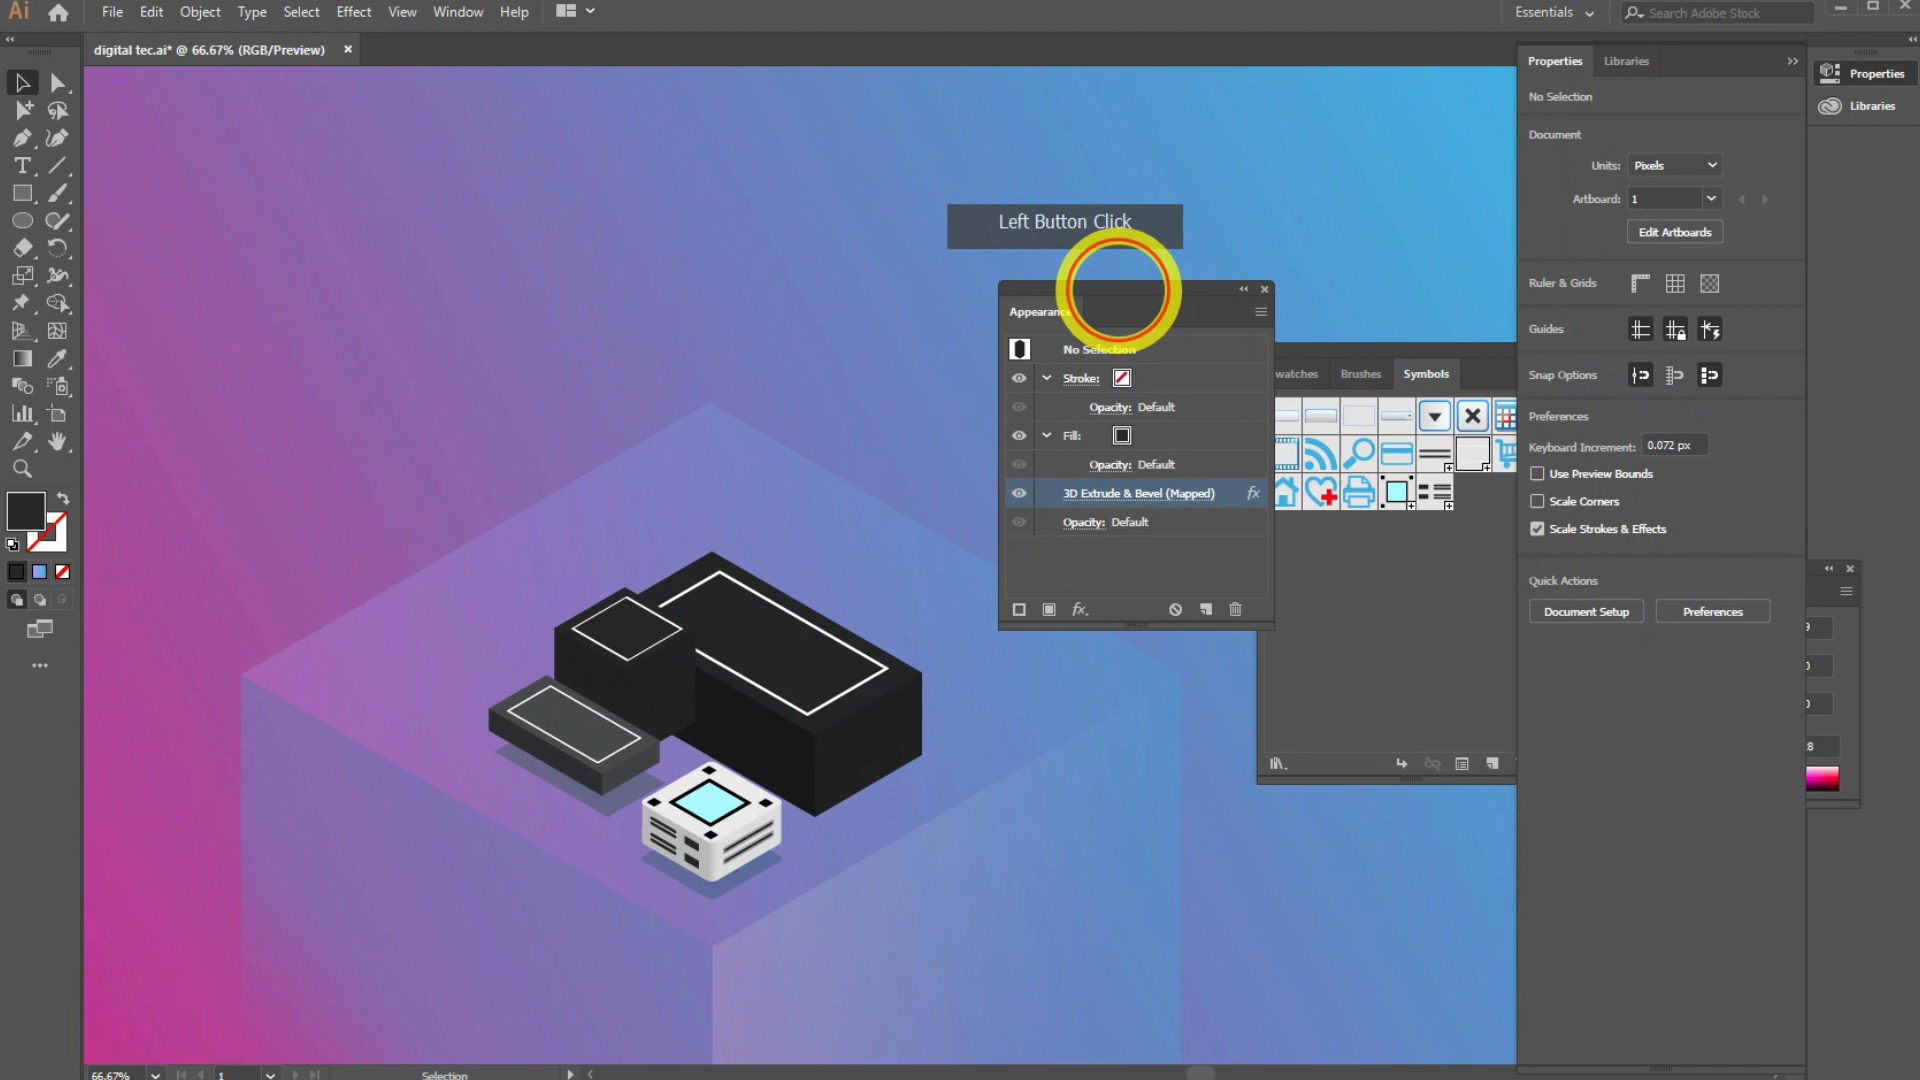 Ai File Edit Object Type Select Effect View Window Help Essentials Search Adobe Stock
digital tec.ai* @ 66.67% (RGB/Preview)
Left Button Click
Appearance
No Selection
Stroke:
Opacity: Default
Fill:
Opacity: Default
3D Extrude & Bevel (Mapped) fx
Opacity: Default
fx
watches Brushes Symbols
Properties Libraries
No Selection
Document
Units: Pixels
Artboard: 1
Edit Artboards
Ruler & Grids
Guides
Snap Options
Preferences
Keyboard Increment: 0.072 px
Use Preview Bounds
Scale Corners
Scale Strokes & Effects
Quick Actions
Document Setup Preferences
Properties
Libraries
66.67% 1 Selection